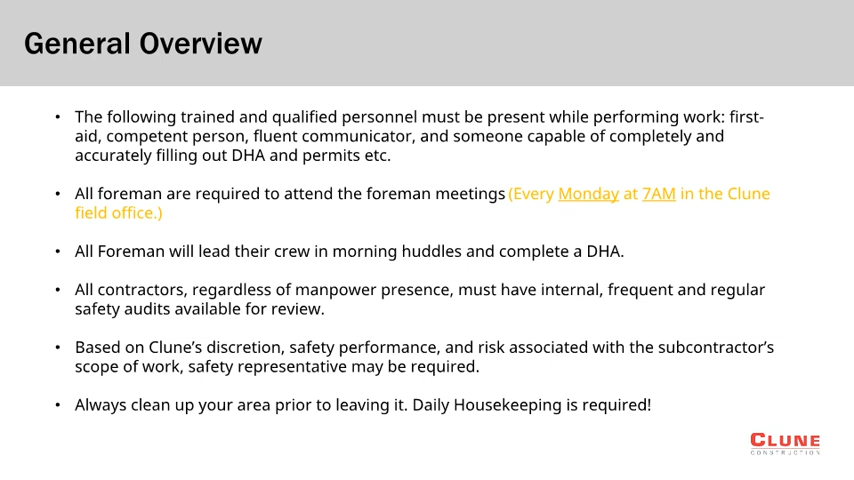 General Overview
• The following trained and qualified personnel must be present while performing work: first-
aid, competent person, fluent communicator, and someone capable of completely and
accurately filling out DHA and permits etc.
• All foreman are required to attend the foreman meetings (Every Monday at 7AM in the Clune
field office.)
• All Foreman will lead their crew in morning huddles and complete a DHA.
• All contractors, regardless of manpower presence, must have internal, frequent and regular
safety audits available for review.
• Based on Clune’s discretion, safety performance, and risk associated with the subcontractor’s
scope of work, safety representative may be required.
• Always clean up your area prior to leaving it. Daily Housekeeping is required!
CLUNE
CONSTRUCTION